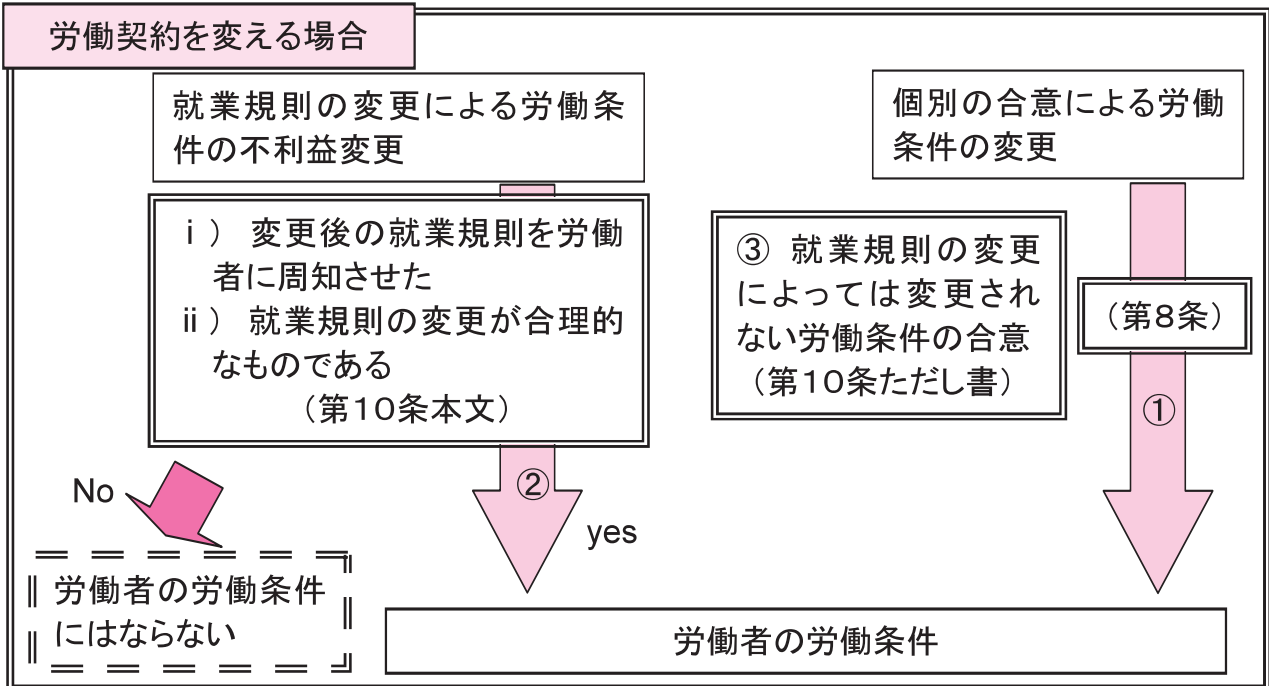 労働契約を変える場合
就業規則の変更による労働条
件の不利益変更
ⅰ） 変更後の就業規則を労働
者に周知させた
ⅱ） 就業規則の変更が合理的
なものである
（第１０条本文）
No
②
yes
労働者の労働条件
にはならない
③ 就業規則の変更
によっては変更され
ない労働条件の合意
（第１０条ただし書）
個別の合意による労働
条件の変更
（第８条）
①
労働者の労働条件